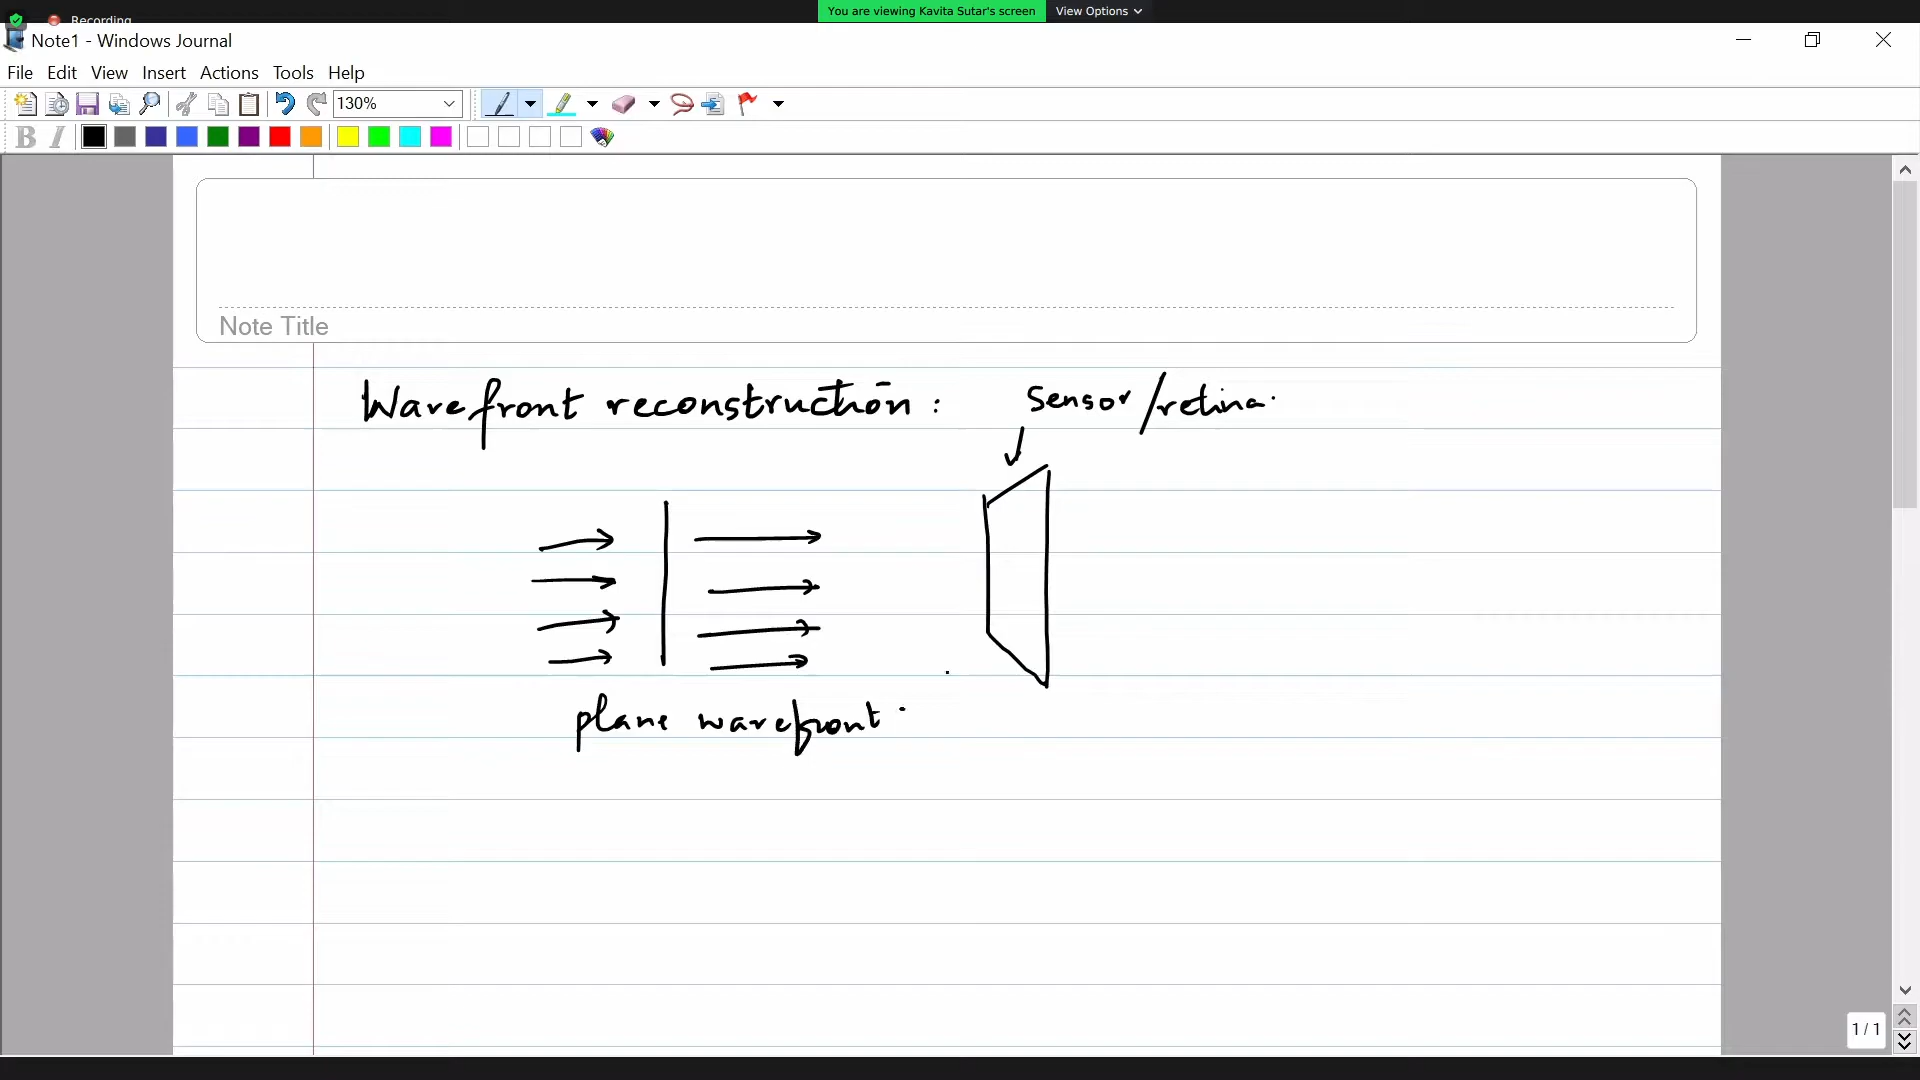 Recording
You are viewing Kavita Sutar's screen
View Options
Note1 - Windows Journal
File Edit View Insert Actions Tools Help
130%
B I
Note Title
Wavefront reconstruction : Sensor/retina.
plane wavefront.
1 / 1